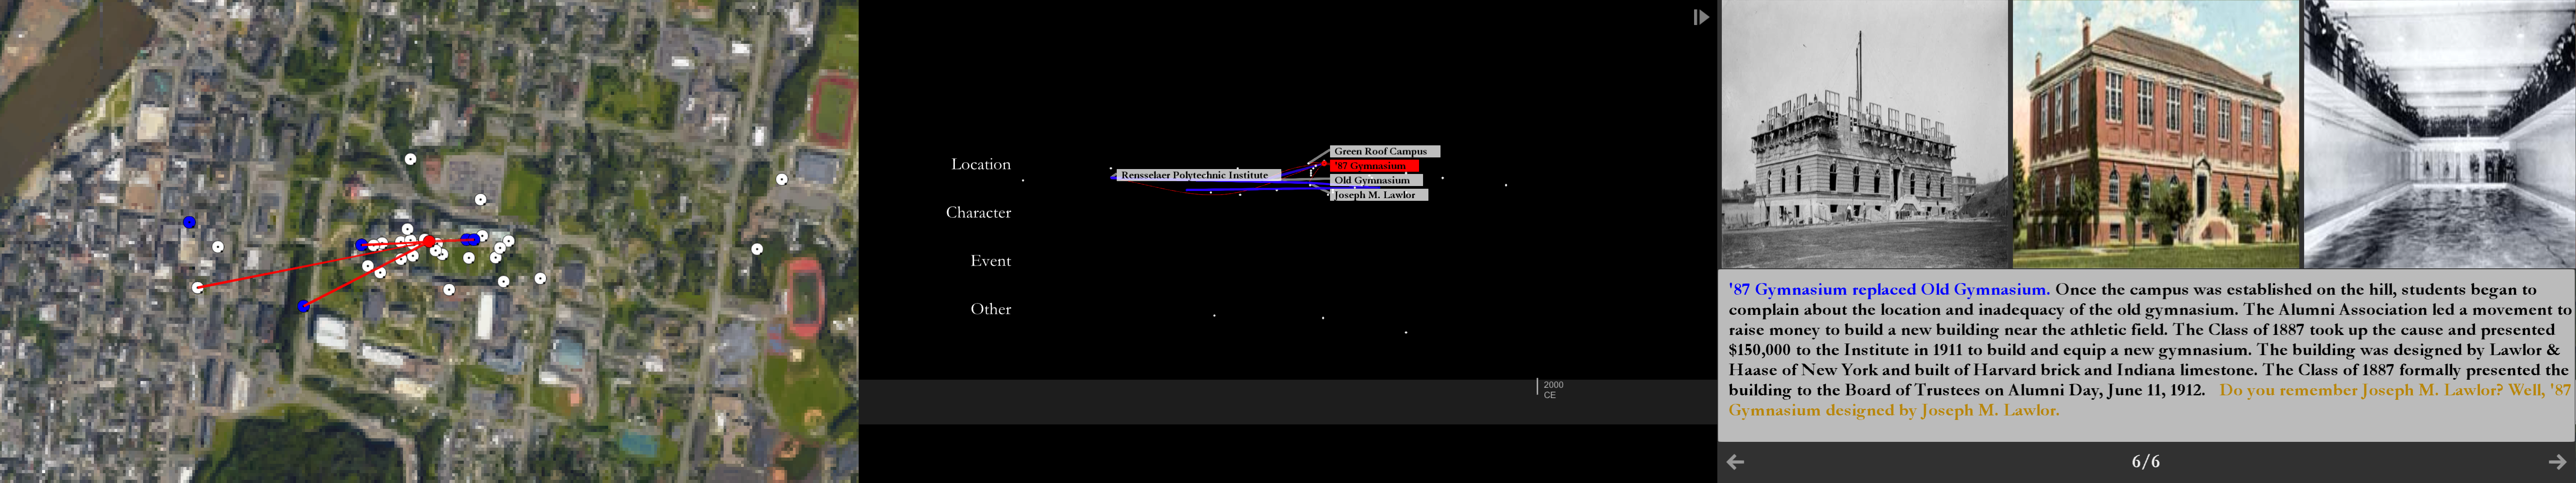 Location
Character
Event
Other
Rensselaer Polytechnic Institute
Green Roof Campus
'87 Gymnasium
Old Gymnasium
Joseph M. Lawlor
2000
CE
'87 Gymnasium replaced Old Gymnasium. Once the campus was established on the hill, students began to
complain about the location and inadequacy of the old gymnasium. The Alumni Association led a movement to
raise money to build a new building near the athletic field. The Class of 1887 took up the cause and presented
$150,000 to the Institute in 1911 to build and equip a new gymnasium. The building was designed by Lawlor &
Haase of New York and built of Harvard brick and Indiana limestone. The Class of 1887 formally presented the
building to the Board of Trustees on Alumni Day, June 11, 1912. Do you remember Joseph M. Lawlor? Well, '87
Gymnasium designed by Joseph M. Lawlor.
6/6